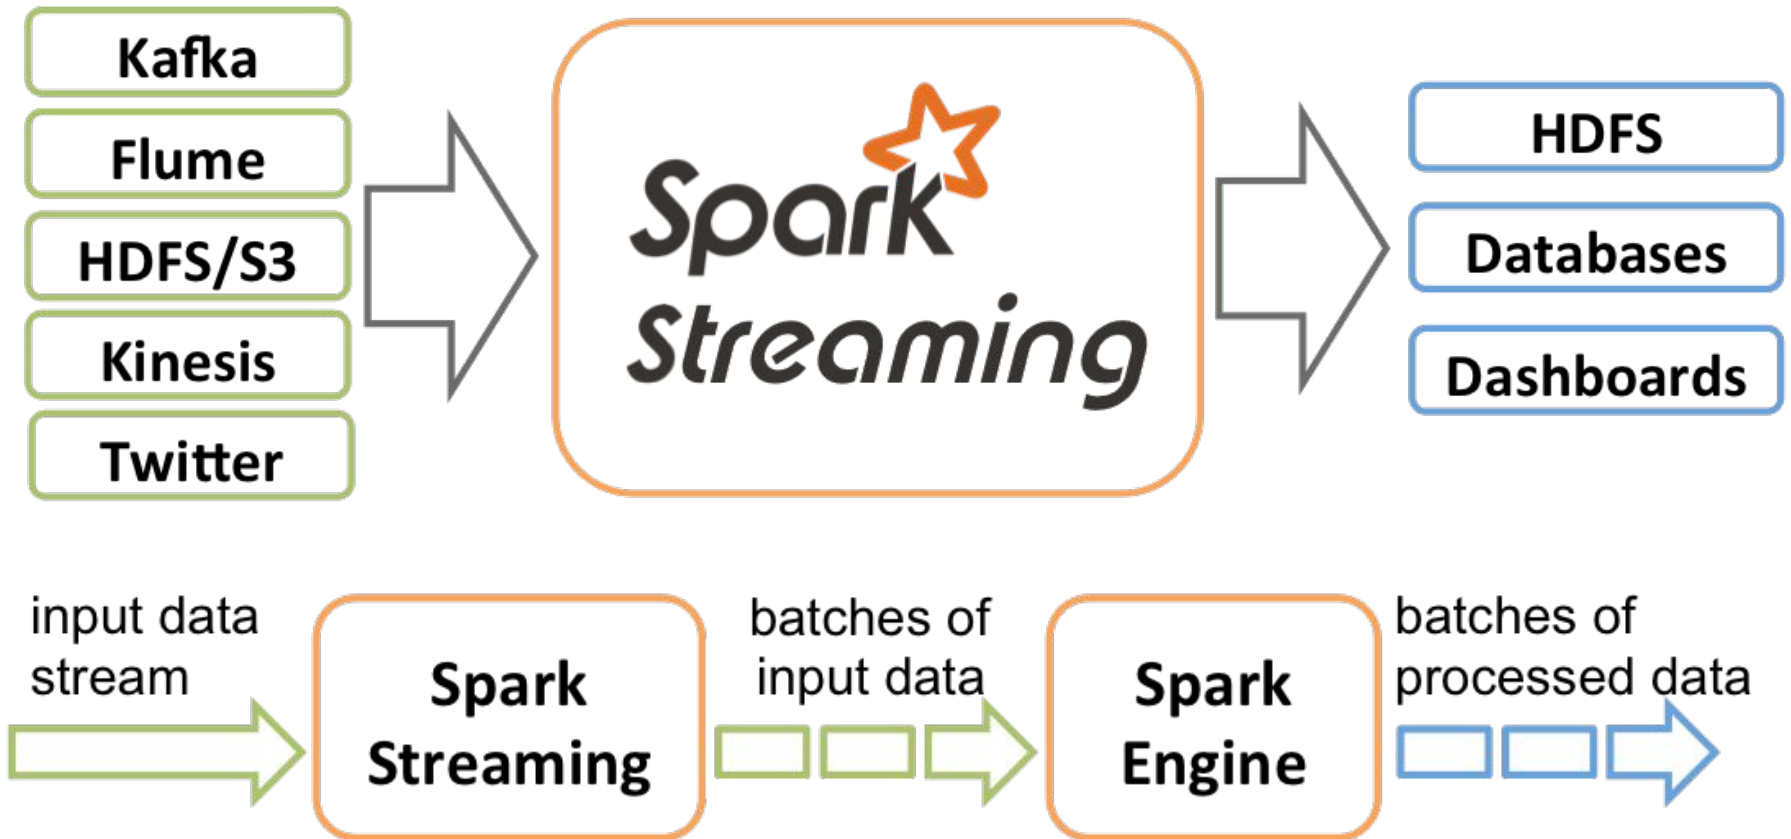 Kafka
Flume
HDFS/S3
Kinesis
Twitter
Spark
Streaming
HDFS
Databases
Dashboards
input data
stream
Spark
Streaming
batches of
input data
Spark
Engine
batches of
processed data